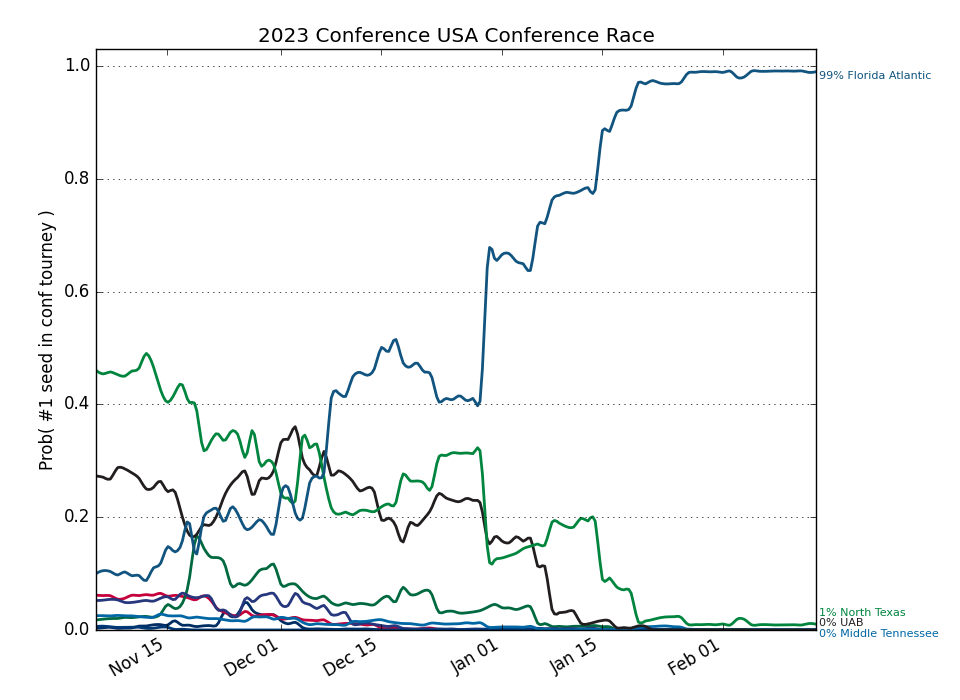 2023 Conference USA Conference Race
Prob( #1 seed in conf tourney )
1.0
0.8
0.6
0.4
0.2
0.0
Nov 15
Dec 01
Dec 15
Jan 01
Jan 15
Feb 01
99% Florida Atlantic
1% North Texas
0% UAB
0% Middle Tennessee